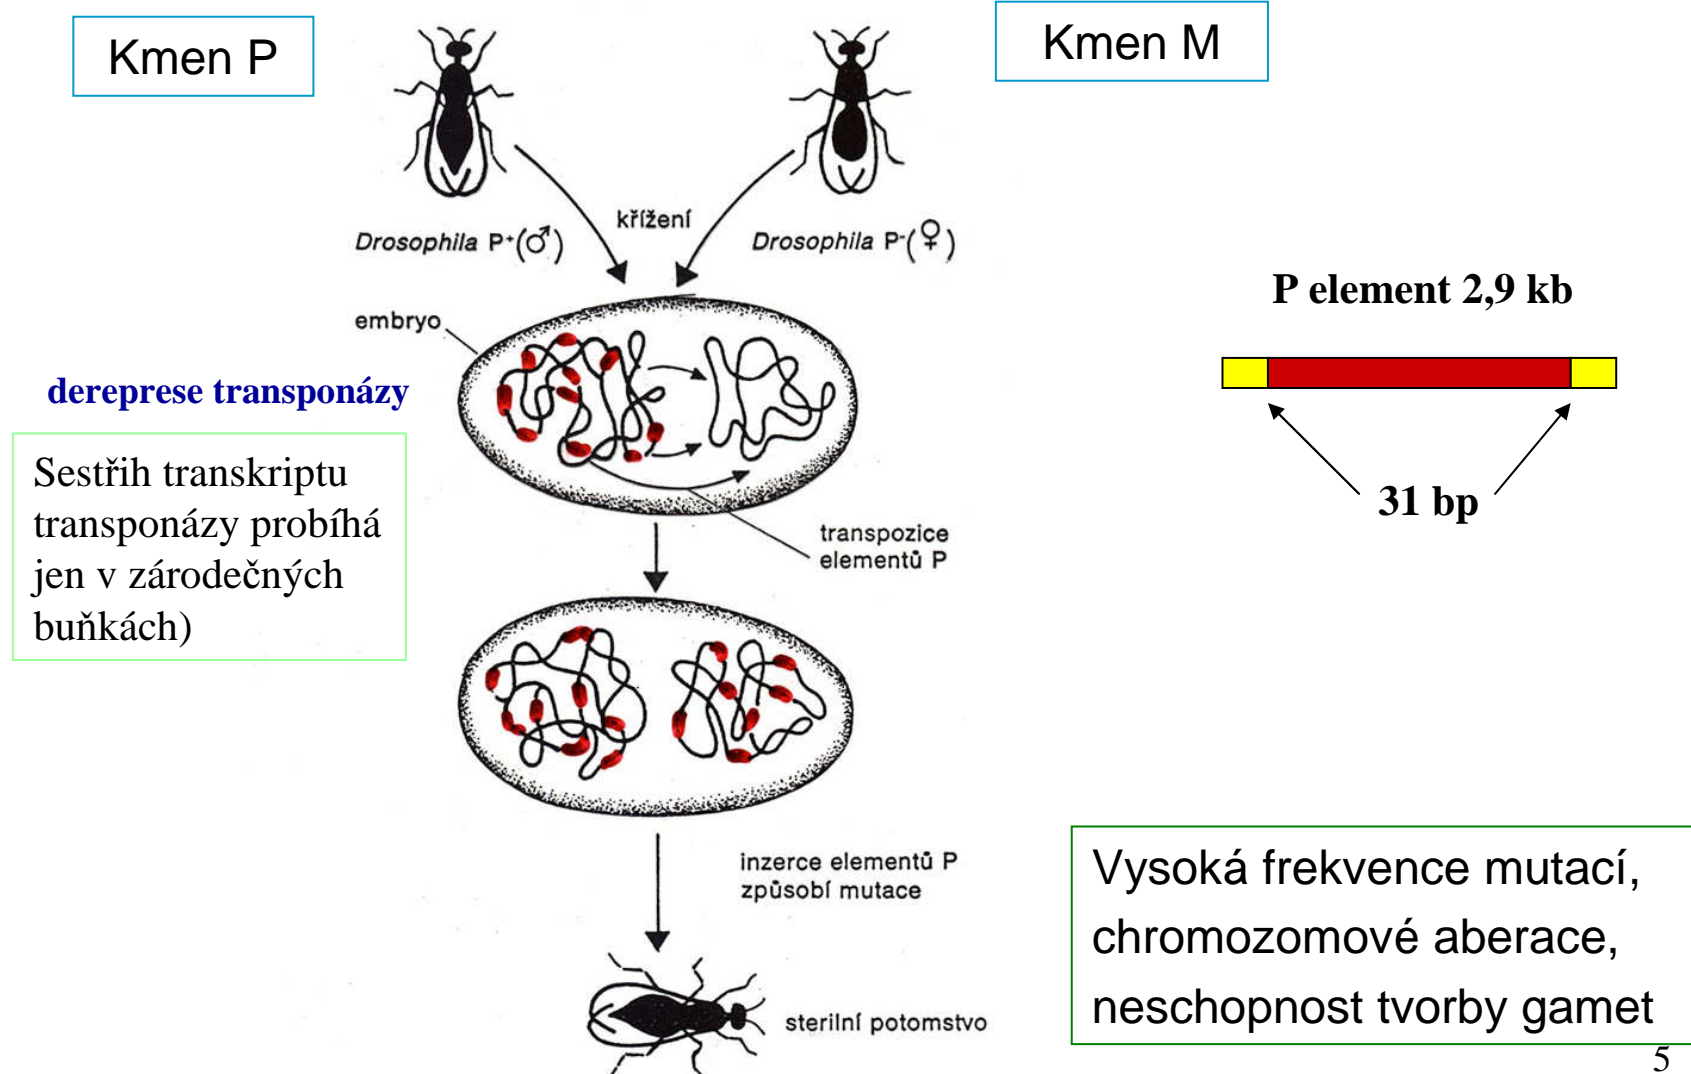 Kmen P
Kmen M
křížení
Drosophila P⁺(♂)
Drosophila P⁻(♀)
P element 2,9 kb
embryo
dereprese transponázy
Sestřih transkriptu
transponázy probíhá
jen v zárodečných
buňkách)
31 bp
transpozice
elementů P
inzerce elementů P
způsobí mutace
Vysoká frekvence mutací,
chromozomové aberace,
neschopnost tvorby gamet
sterilní potomstvo
5